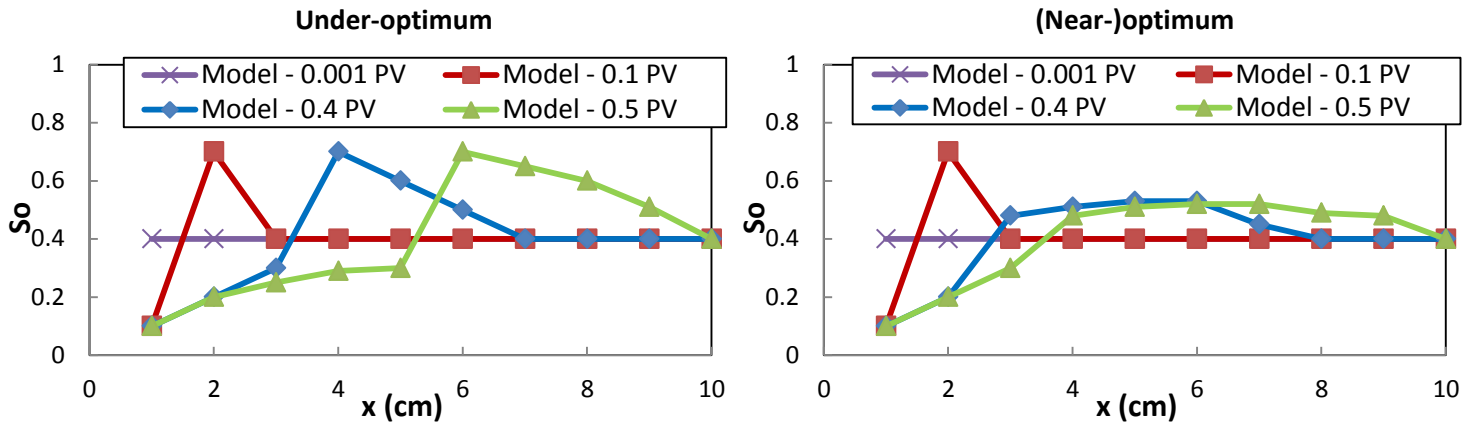 Under-optimum
Model - 0.001 PV
Model - 0.1 PV
Model - 0.4 PV
Model - 0.5 PV
1
0.8
0.6
0.4
0.2
0
So
0 2 4 6 8 10
x (cm)
(Near-)optimum
Model - 0.001 PV
Model - 0.1 PV
Model - 0.4 PV
Model - 0.5 PV
1
0.8
0.6
0.4
0.2
0
So
0 2 4 6 8 10
x (cm)